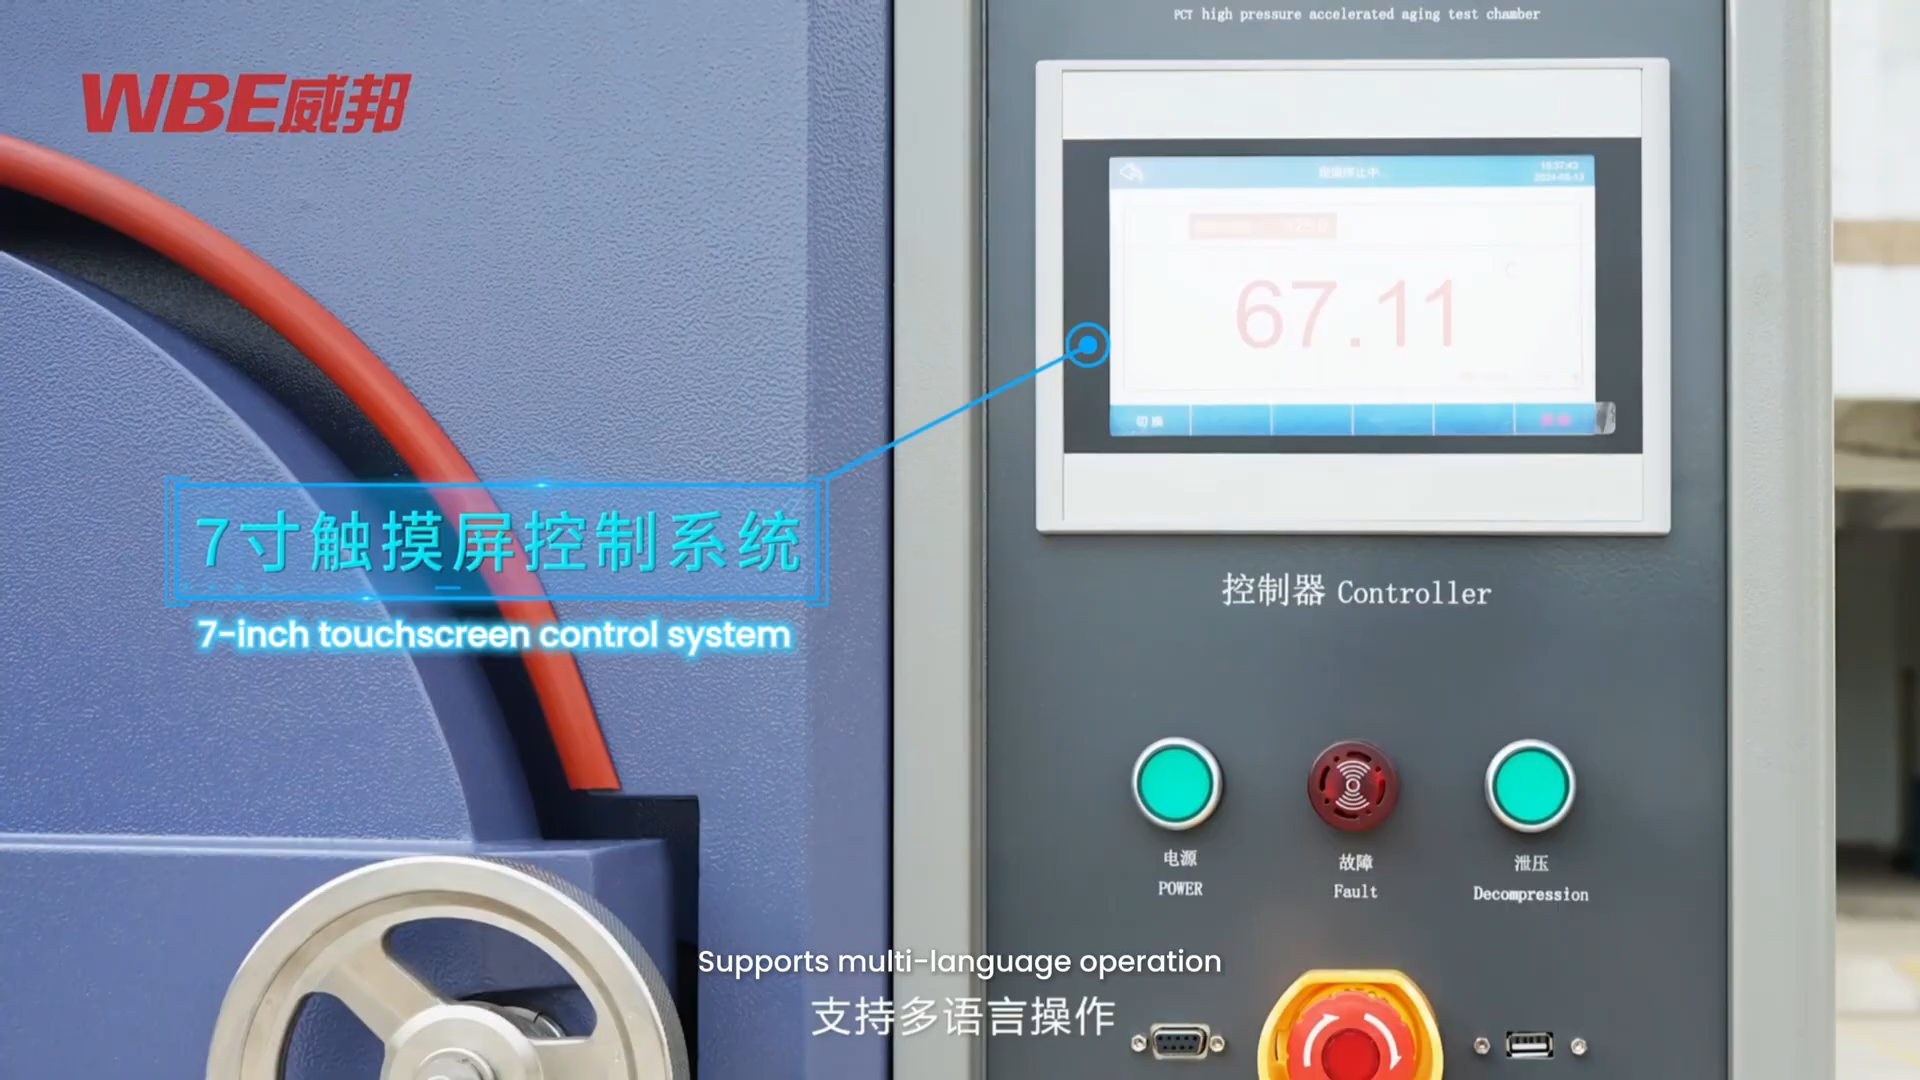 PCT high pressure accelerated aging test chamber
WBE威邦
67.11
切换
7寸触摸屏控制系统
7-inch touchscreen control system
控制器 Controller
电源
POWER
故障
Fault
泄压
Decompression
Supports multi-language operation
支持多语言操作